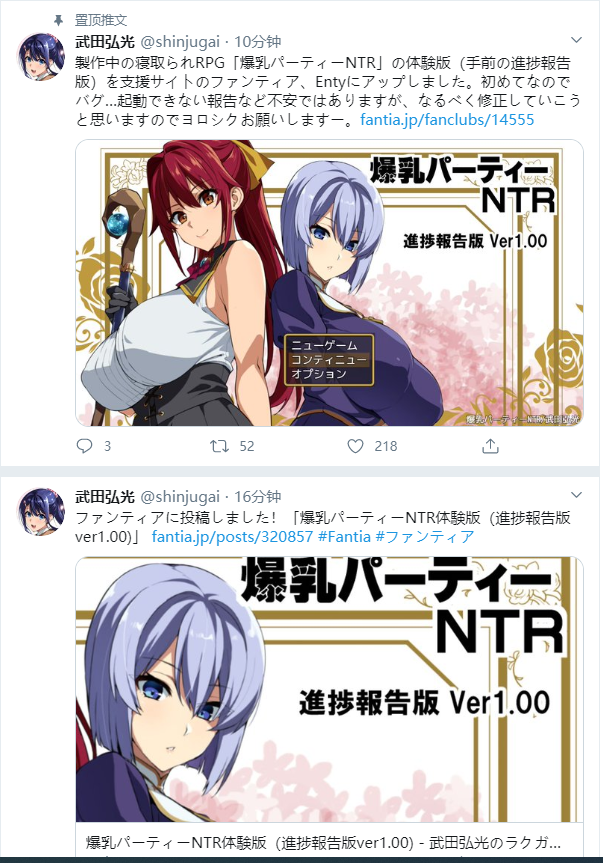 置顶推文
武田弘光 @shinjugai · 10分钟
製作中の寝取られRPG「爆乳パーティーNTR」の体験版（手前の進捗報告
版）を支援サイトのファンティア、Entyにアップしました。初めてなので
バグ…起動できない報告など不安ではありますが、なるべく修正していこう
と思いますのでヨロシクお願いしますー。fantia.jp/fanclubs/14555
爆乳パーティー
NTR
進捗報告版 Ver1.00
ニューゲーム
コンティニュー
オプション
爆乳パーティーNTR/武田弘光
3 52 218
武田弘光 @shinjugai · 16分钟
ファンティアに投稿しました！「爆乳パーティーNTR体験版（進捗報告版
ver1.00)」 fantia.jp/posts/320857 #Fantia #ファンティア
爆乳パーティー
NTR
進捗報告版 Ver1.00
爆乳パーティーNTR体験版（進捗報告版ver1.00) - 武田弘光のラクガ...